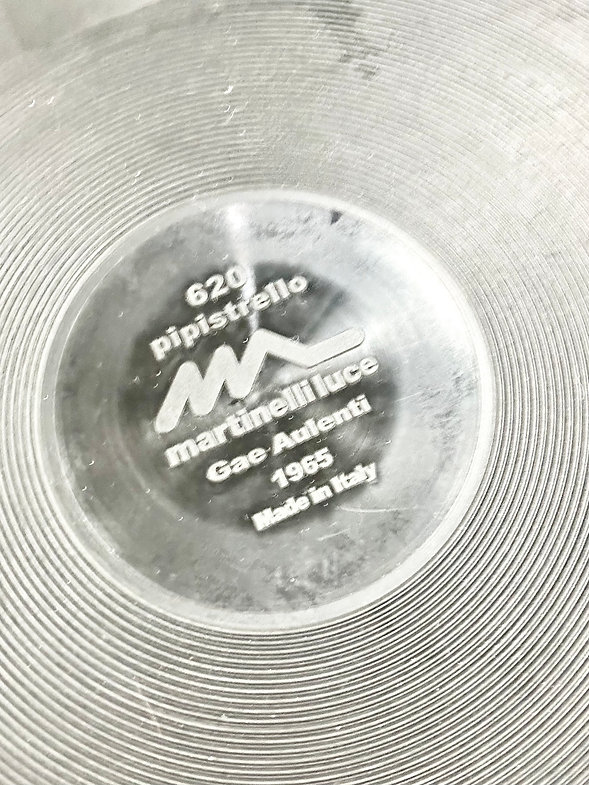 620
pipistrello
martinelli luce
Gae Aulenti
1965
Made in Italy